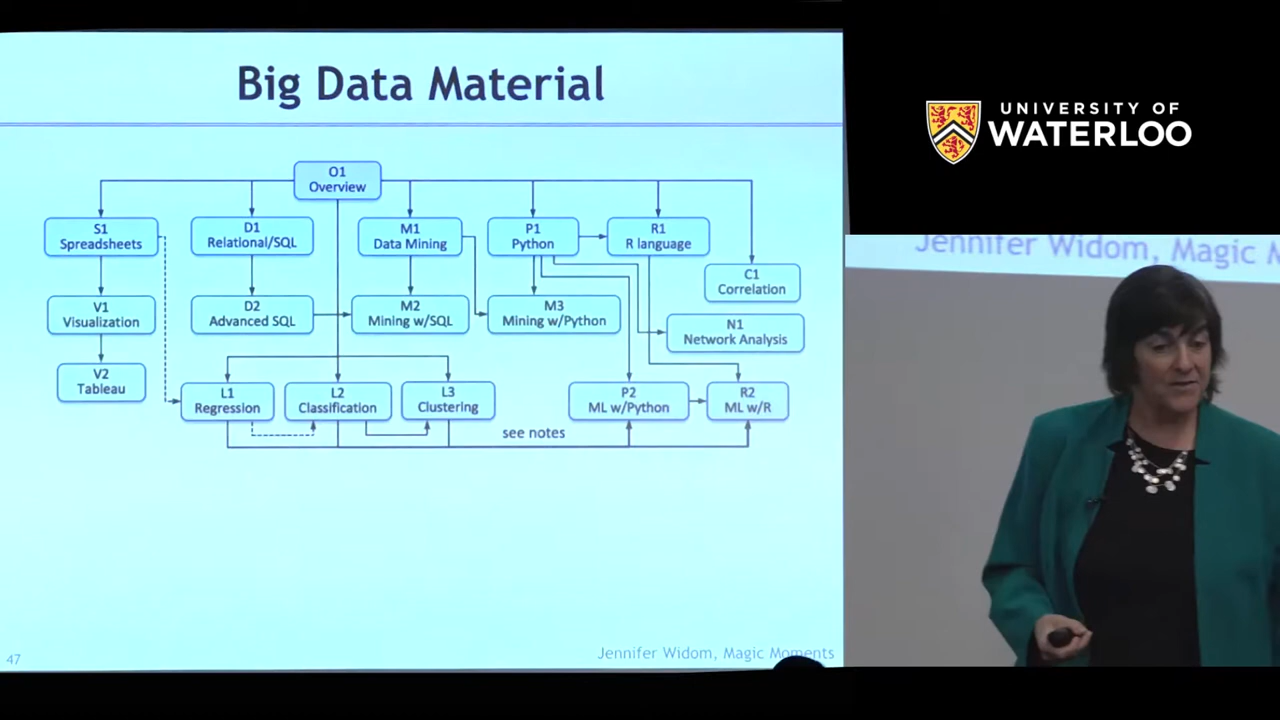 Big Data Material
O1
Overview
S1
Spreadsheets
D1
Relational/SQL
M1
Data Mining
P1
Python
R1
R language
C1
Correlation
V1
Visualization
D2
Advanced SQL
M2
Mining w/SQL
M3
Mining w/Python
N1
Network Analysis
V2
Tableau
L1
Regression
L2
Classification
L3
Clustering
P2
ML w/Python
R2
ML w/R
see notes
47
Jennifer Widom, Magic Moments
UNIVERSITY OF
WATERLOO
Jennifer Widom, Magic M